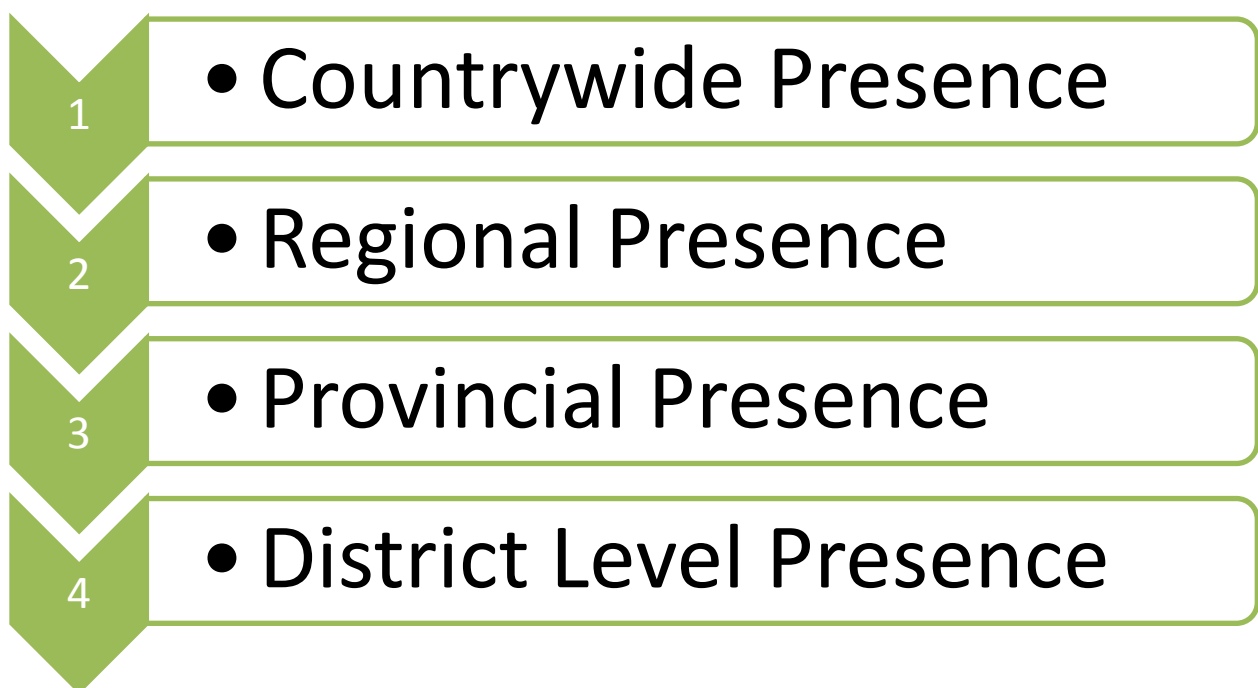 1
• Countrywide Presence
2
• Regional Presence
3
• Provincial Presence
4
• District Level Presence